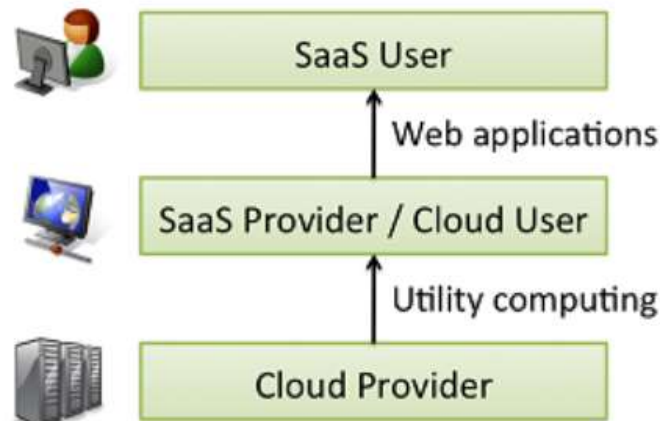 SaaS User
Web applications
SaaS Provider / Cloud User
Utility computing
Cloud Provider